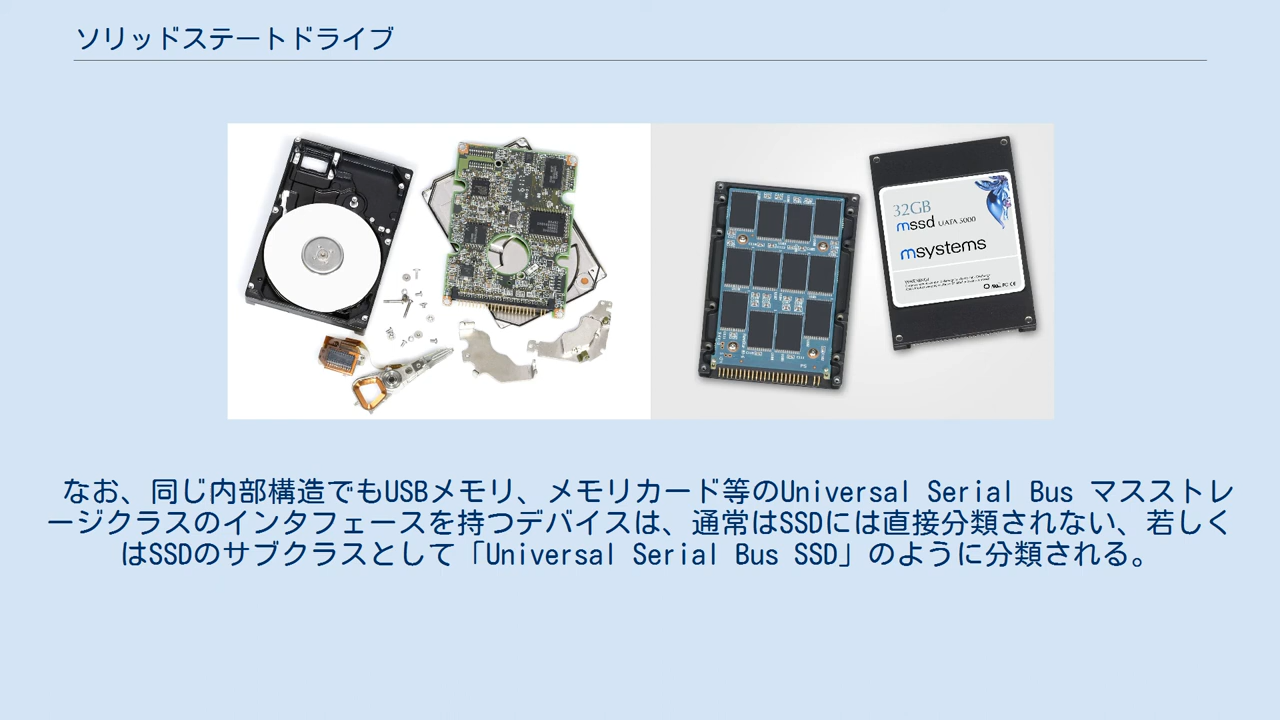 ソリッドステートドライブ
32GB
mssd UATA 5000
msystems
なお、同じ内部構造でもUSBメモリ、メモリカード等のUniversal Serial Bus マスストレ
ージクラスのインタフェースを持つデバイスは、通常はSSDには直接分類されない、若しく
はSSDのサブクラスとして「Universal Serial Bus SSD」のように分類される。